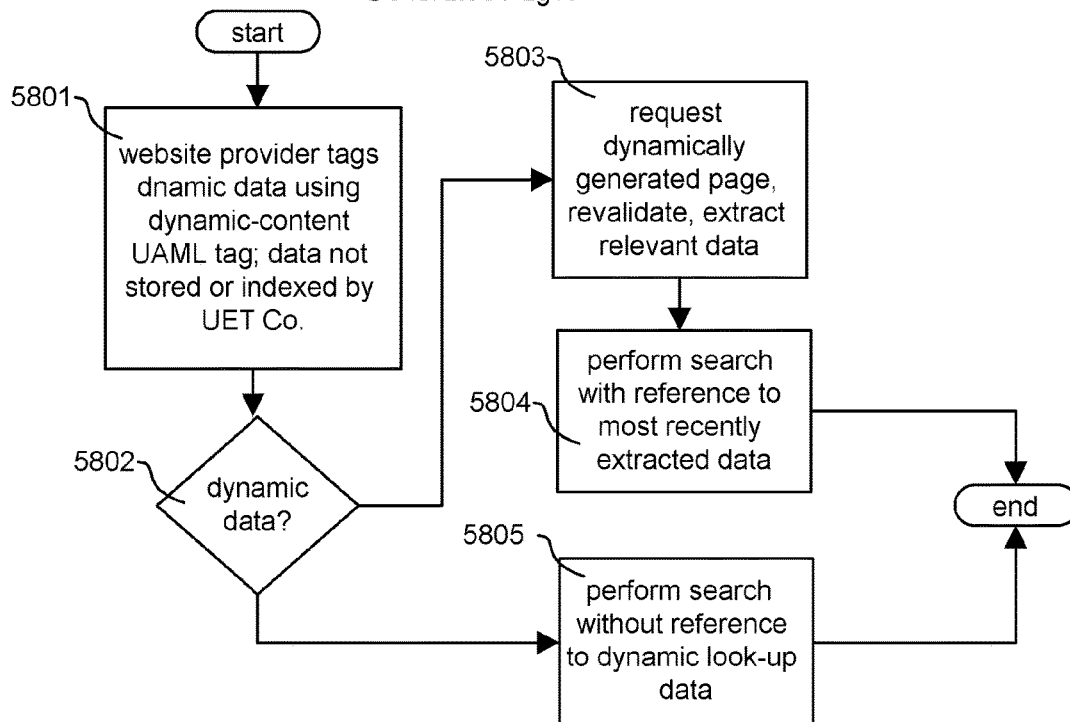 start
5801
website provider tags
dnamic data using
dynamic-content
UAML tag; data not
stored or indexed by
UET Co.
5802
dynamic
data?
5803
request
dynamically
generated page,
revalidate, extract
relevant data
5804
perform search
with reference to
most recently
extracted data
5805
perform search
without reference
to dynamic look-up
data
end